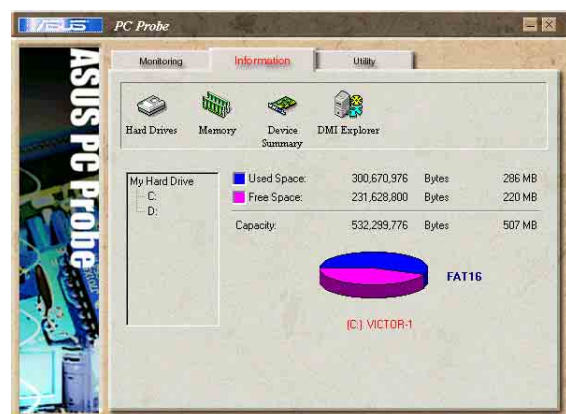 ASUS PC Probe
Monitoring Information Utility
ASUS PC Probe
Hard Drives Memory Device Summary DMI Explorer
My Hard Drive
C:
D:
Used Space: 300,670,976 Bytes 286 MB
Free Space: 231,628,800 Bytes 220 MB
Capacity: 532,299,776 Bytes 507 MB
FAT16
(C:) VICTOR-1